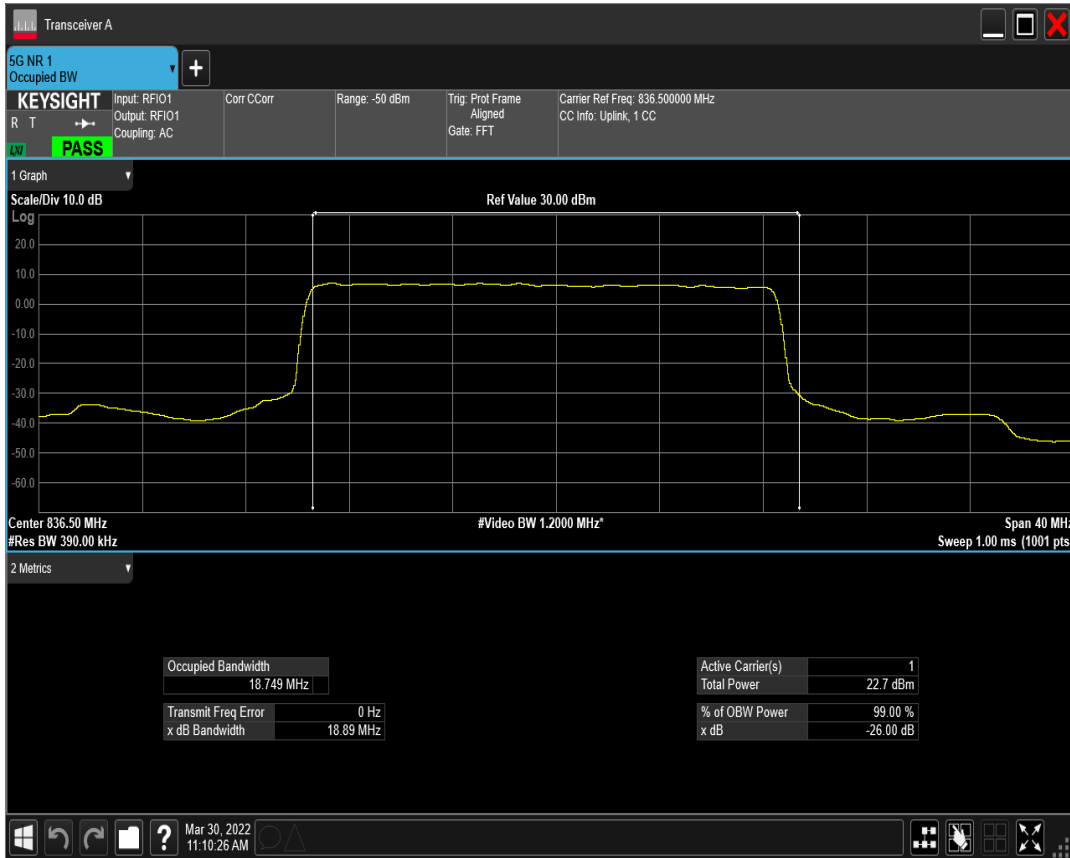 Transceiver A
5G NR 1
Occupied BW
+
KEYSIGHT
R T
LXI
PASS
Input: RFIO1
Output: RFIO1
Coupling: AC
Corr CCorr
Range: -50 dBm
Trig: Prot Frame
Aligned
Gate: FFT
Carrier Ref Freq: 836.500000 MHz
CC Info: Uplink, 1 CC
1 Graph
Scale/Div 10.0 dB
Ref Value 30.00 dBm
Log
20.0
10.0
0.00
-10.0
-20.0
-30.0
-40.0
-50.0
-60.0
Center 836.50 MHz
#Video BW 1.2000 MHz*
Span 40 MHz
#Res BW 390.00 kHz
Sweep 1.00 ms (1001 pts
2 Metrics
Occupied Bandwidth
18.749 MHz
Transmit Freq Error 0 Hz
x dB Bandwidth 18.89 MHz
Active Carrier(s) 1
Total Power 22.7 dBm
% of OBW Power 99.00 %
x dB -26.00 dB
?
Mar 30, 2022
11:10:26 AM